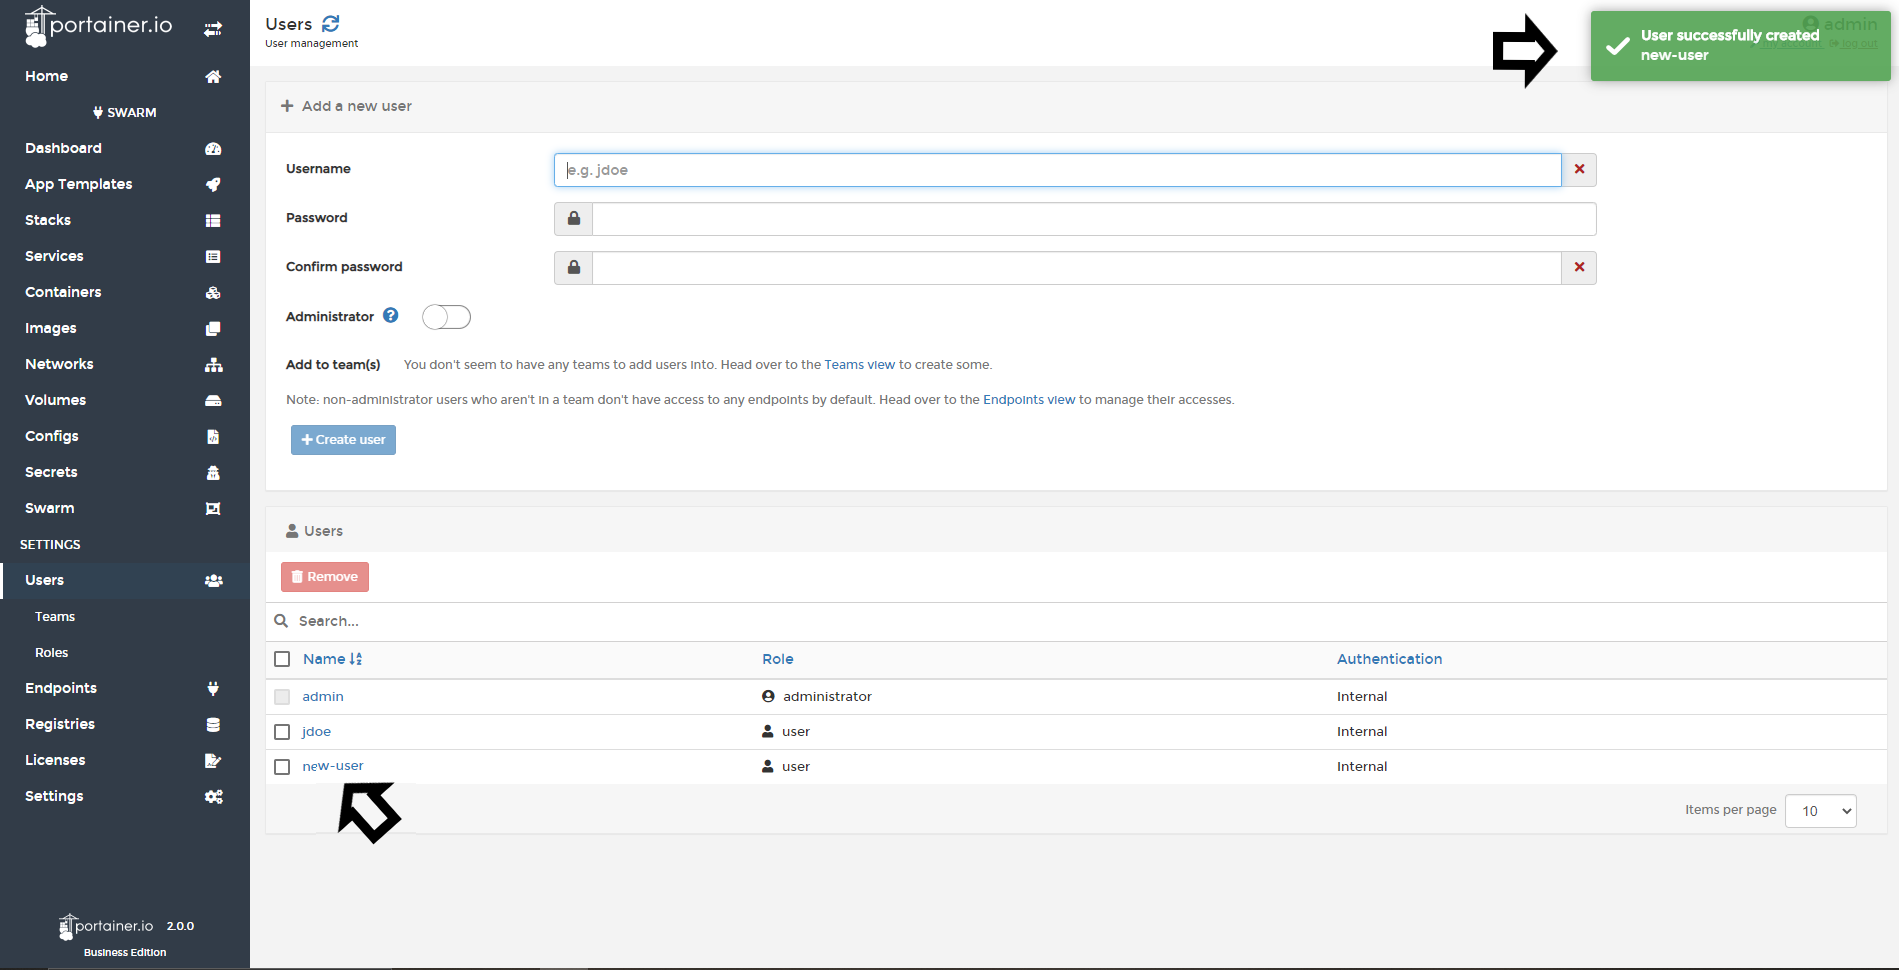 portainer.io
Home
SWARM
Dashboard
App Templates
Stacks
Services
Containers
Images
Networks
Volumes
Configs
Secrets
Swarm
SETTINGS
Users
Teams
Roles
Endpoints
Registries
Licenses
Settings
portainer.io 2.0.0
Business Edition
Users
User management
admin
my account log out
User successfully created
new-user
Add a new user
Username e.g. jdoe
Password
Confirm password
Administrator
Add to team(s) You don't seem to have any teams to add users into. Head over to the Teams view to create some.
Note: non-administrator users who aren't in a team don't have access to any endpoints by default. Head over to the Endpoints view to manage their accesses.
Create user
Users
Remove
Search...
Name Role Authentication
admin administrator Internal
jdoe user Internal
new-user user Internal
Items per page 10